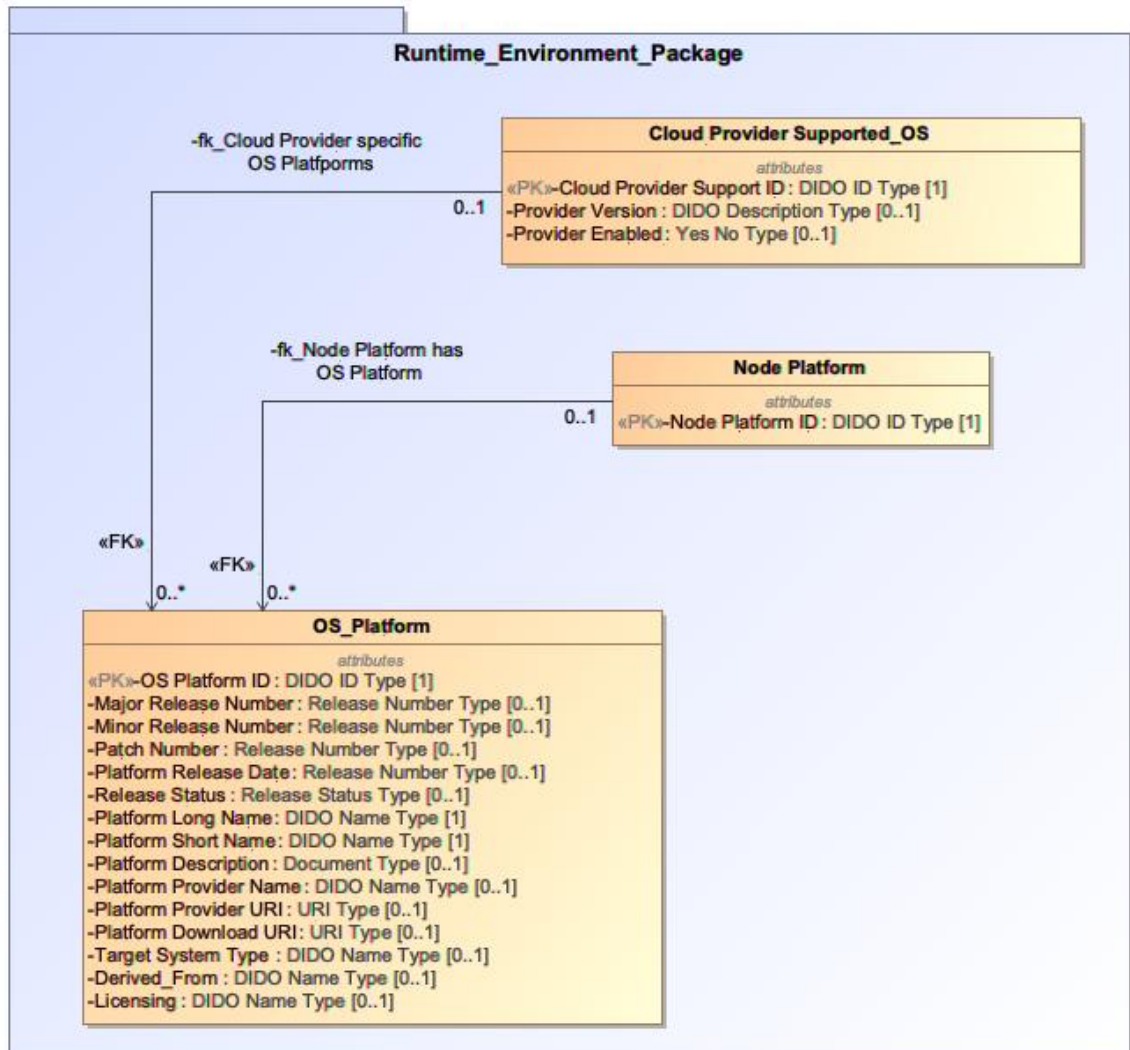 Runtime_Environment_Package
-fk_Cloud Provider specific
OS Platfporms
0..1
Cloud Provider Supported_OS
attributes
«PK»-Cloud Provider Support ID : DIDO ID Type [1]
-Provider Version : DIDO Description Type [0..1]
-Provider Enabled : Yes No Type [0..1]
-fk_Node Platform has
OS Platform
0..1
Node Platform
attributes
«PK»-Node Platform ID : DIDO ID Type [1]
«FK»
0..*
«FK»
0..*
OS_Platform
attributes
«PK»-OS Platform ID : DIDO ID Type [1]
-Major Release Number : Release Number Type [0..1]
-Minor Release Number : Release Number Type [0..1]
-Patch Number : Release Number Type [0..1]
-Platform Release Date : Release Number Type [0..1]
-Release Status : Release Status Type [0..1]
-Platform Long Name : DIDO Name Type [1]
-Platform Short Name : DIDO Name Type [1]
-Platform Description : Document Type [0..1]
-Platform Provider Name : DIDO Name Type [0..1]
-Platform Provider URI : URI Type [0..1]
-Platform Download URI : URI Type [0..1]
-Target System Type : DIDO Name Type [0..1]
-Derived_From : DIDO Name Type [0..1]
-Licensing : DIDO Name Type [0..1]